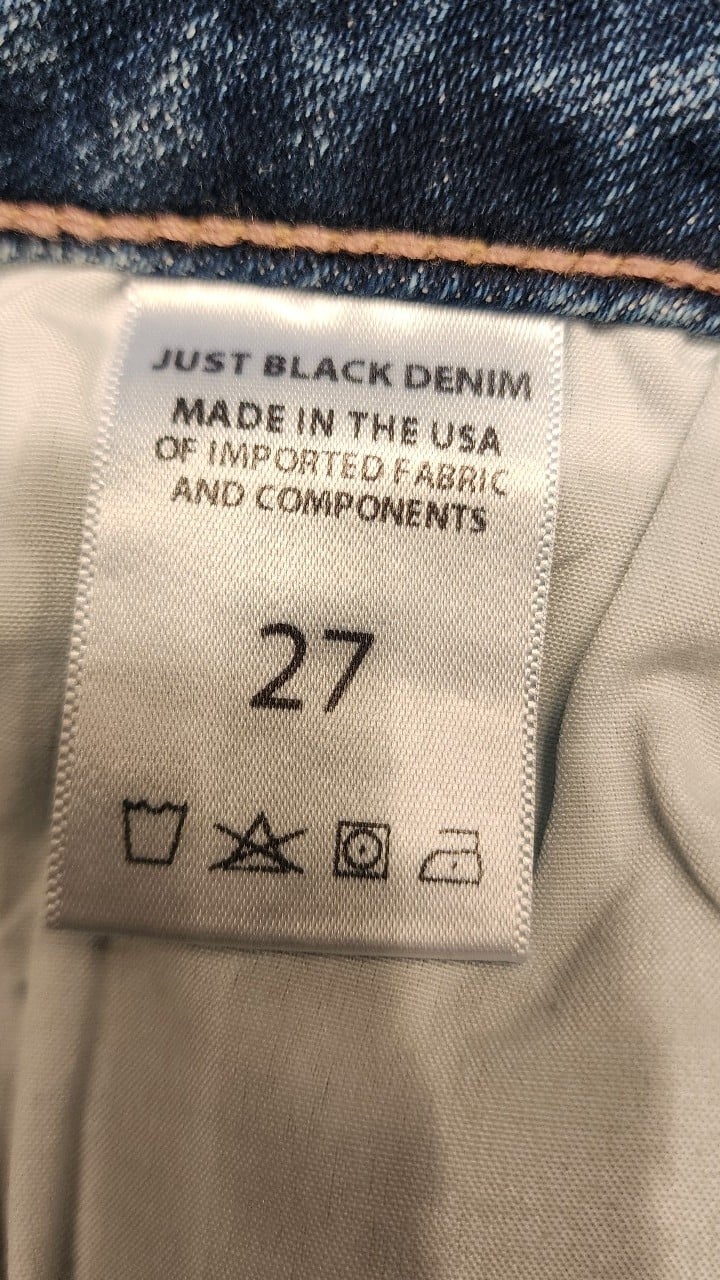 JUST BLACK DENIM
MADE IN THE USA
OF IMPORTED FABRIC
AND COMPONENTS
27